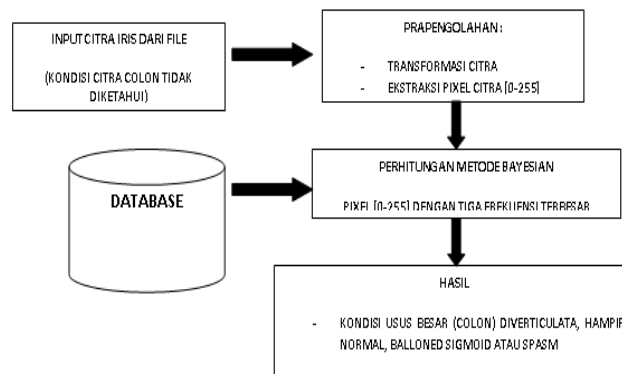 INPUT CITRA IRIS DARI FILE
(KONDISI CITRA COLON TIDAK
DIKETAHUI)
PRAPENGOLAHAN :
- TRANSFORMASI CITRA
- EKSTRAKSI PIXEL CITRA [0-255]
DATABASE
PERHITUNGAN METODE BAYESIAN
PIXEL [0-255] DENGAN TIGA FREKUENSI TERBESAR
HASIL
- KONDISI USUS BESAR (COLON) DIVERTICULATA, HAMPIR
NORMAL, BALLONED SIGMOID ATAU SPASM